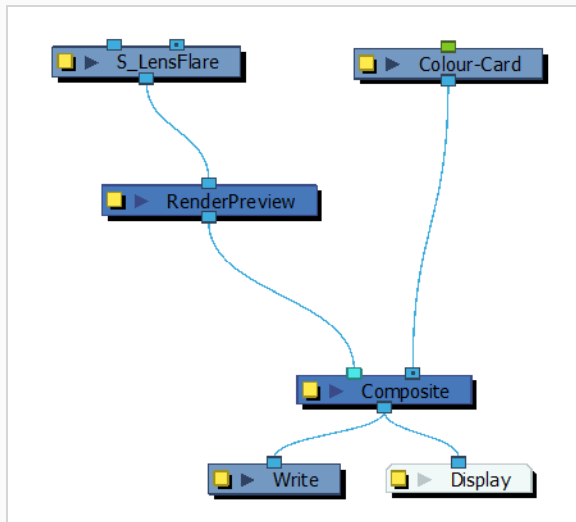 S_LensFlare
Colour-Card
RenderPreview
Composite
Write
Display